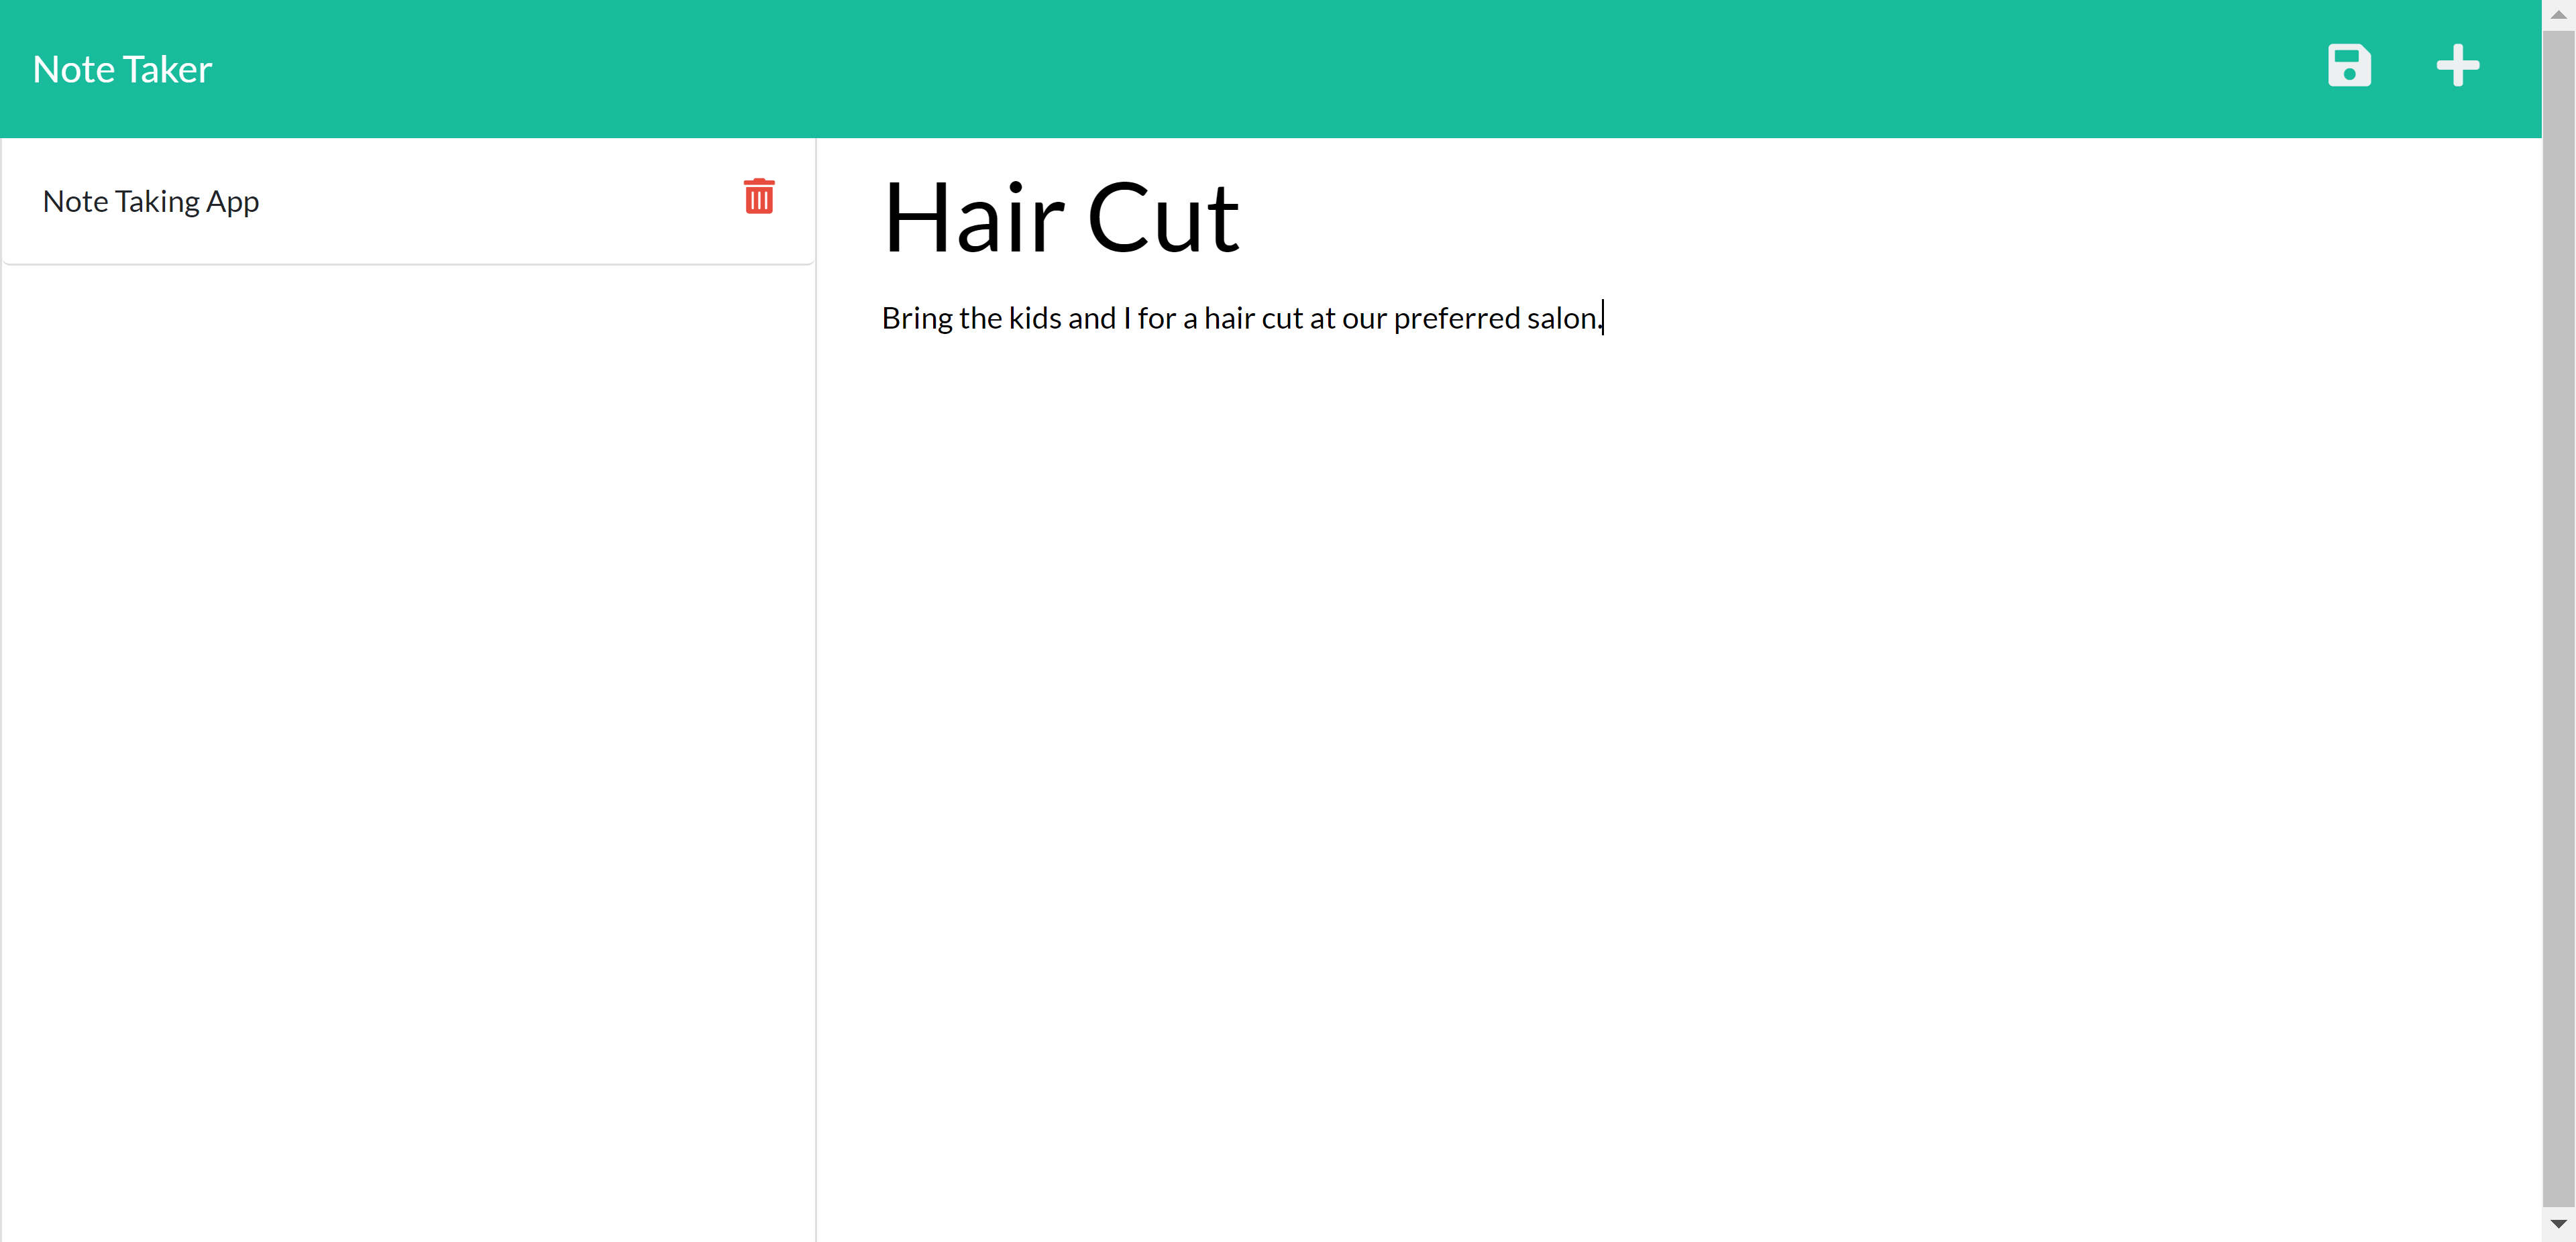 Note Taker
Note Taking App
Hair Cut
Bring the kids and I for a hair cut at our preferred salon.